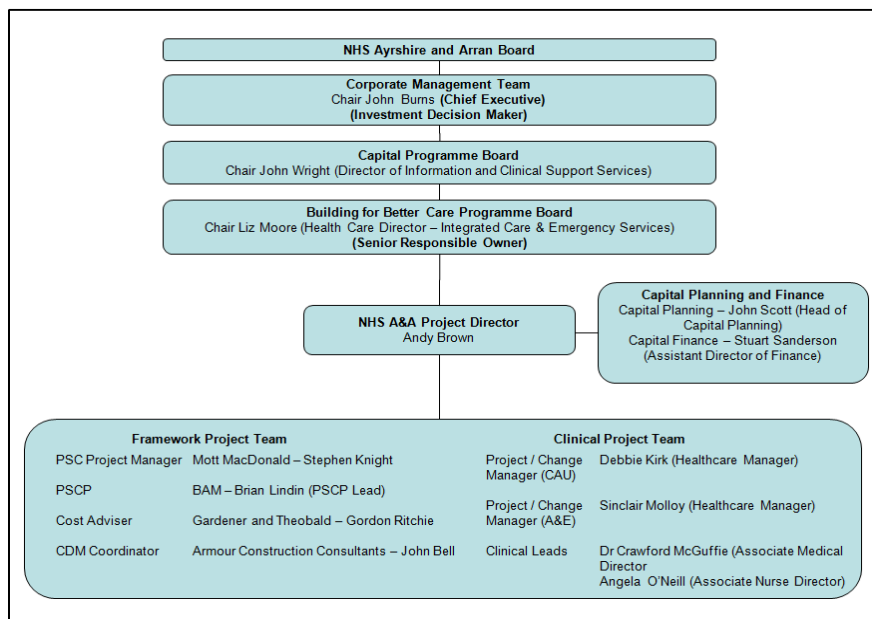 NHS Ayrshire and Arran Board
Corporate Management Team
Chair John Burns (Chief Executive)
(Investment Decision Maker)
Capital Programme Board
Chair John Wright (Director of Information and Clinical Support Services)
Building for Better Care Programme Board
Chair Liz Moore (Health Care Director – Integrated Care & Emergency Services)
(Senior Responsible Owner)
NHS A&A Project Director
Andy Brown
Capital Planning and Finance
Capital Planning – John Scott (Head of
Capital Planning)
Capital Finance – Stuart Sanderson
(Assistant Director of Finance)
Framework Project Team
PSC Project Manager Mott MacDonald – Stephen Knight
PSCP BAM – Brian Lindin (PSCP Lead)
Cost Adviser Gardener and Theobald – Gordon Ritchie
CDM Coordinator Armour Construction Consultants – John Bell
Clinical Project Team
Project / Change Debbie Kirk (Healthcare Manager)
Manager (CAU)
Project / Change Sinclair Molloy (Healthcare Manager)
Manager (A&E)
Clinical Leads Dr Crawford McGuffie (Associate Medical
Director
Angela O'Neill (Associate Nurse Director)